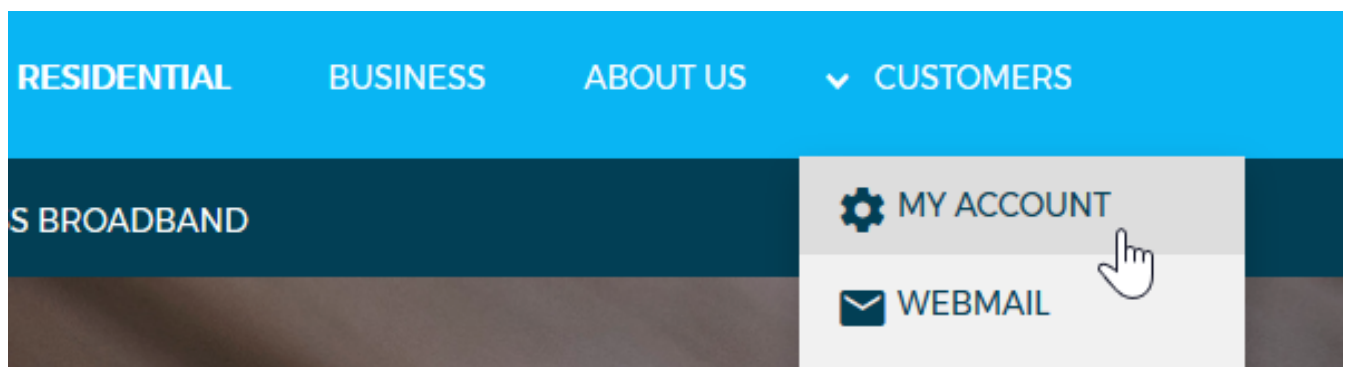 RESIDENTIAL BUSINESS ABOUT US CUSTOMERS
MY ACCOUNT
S BROADBAND
WEBMAIL